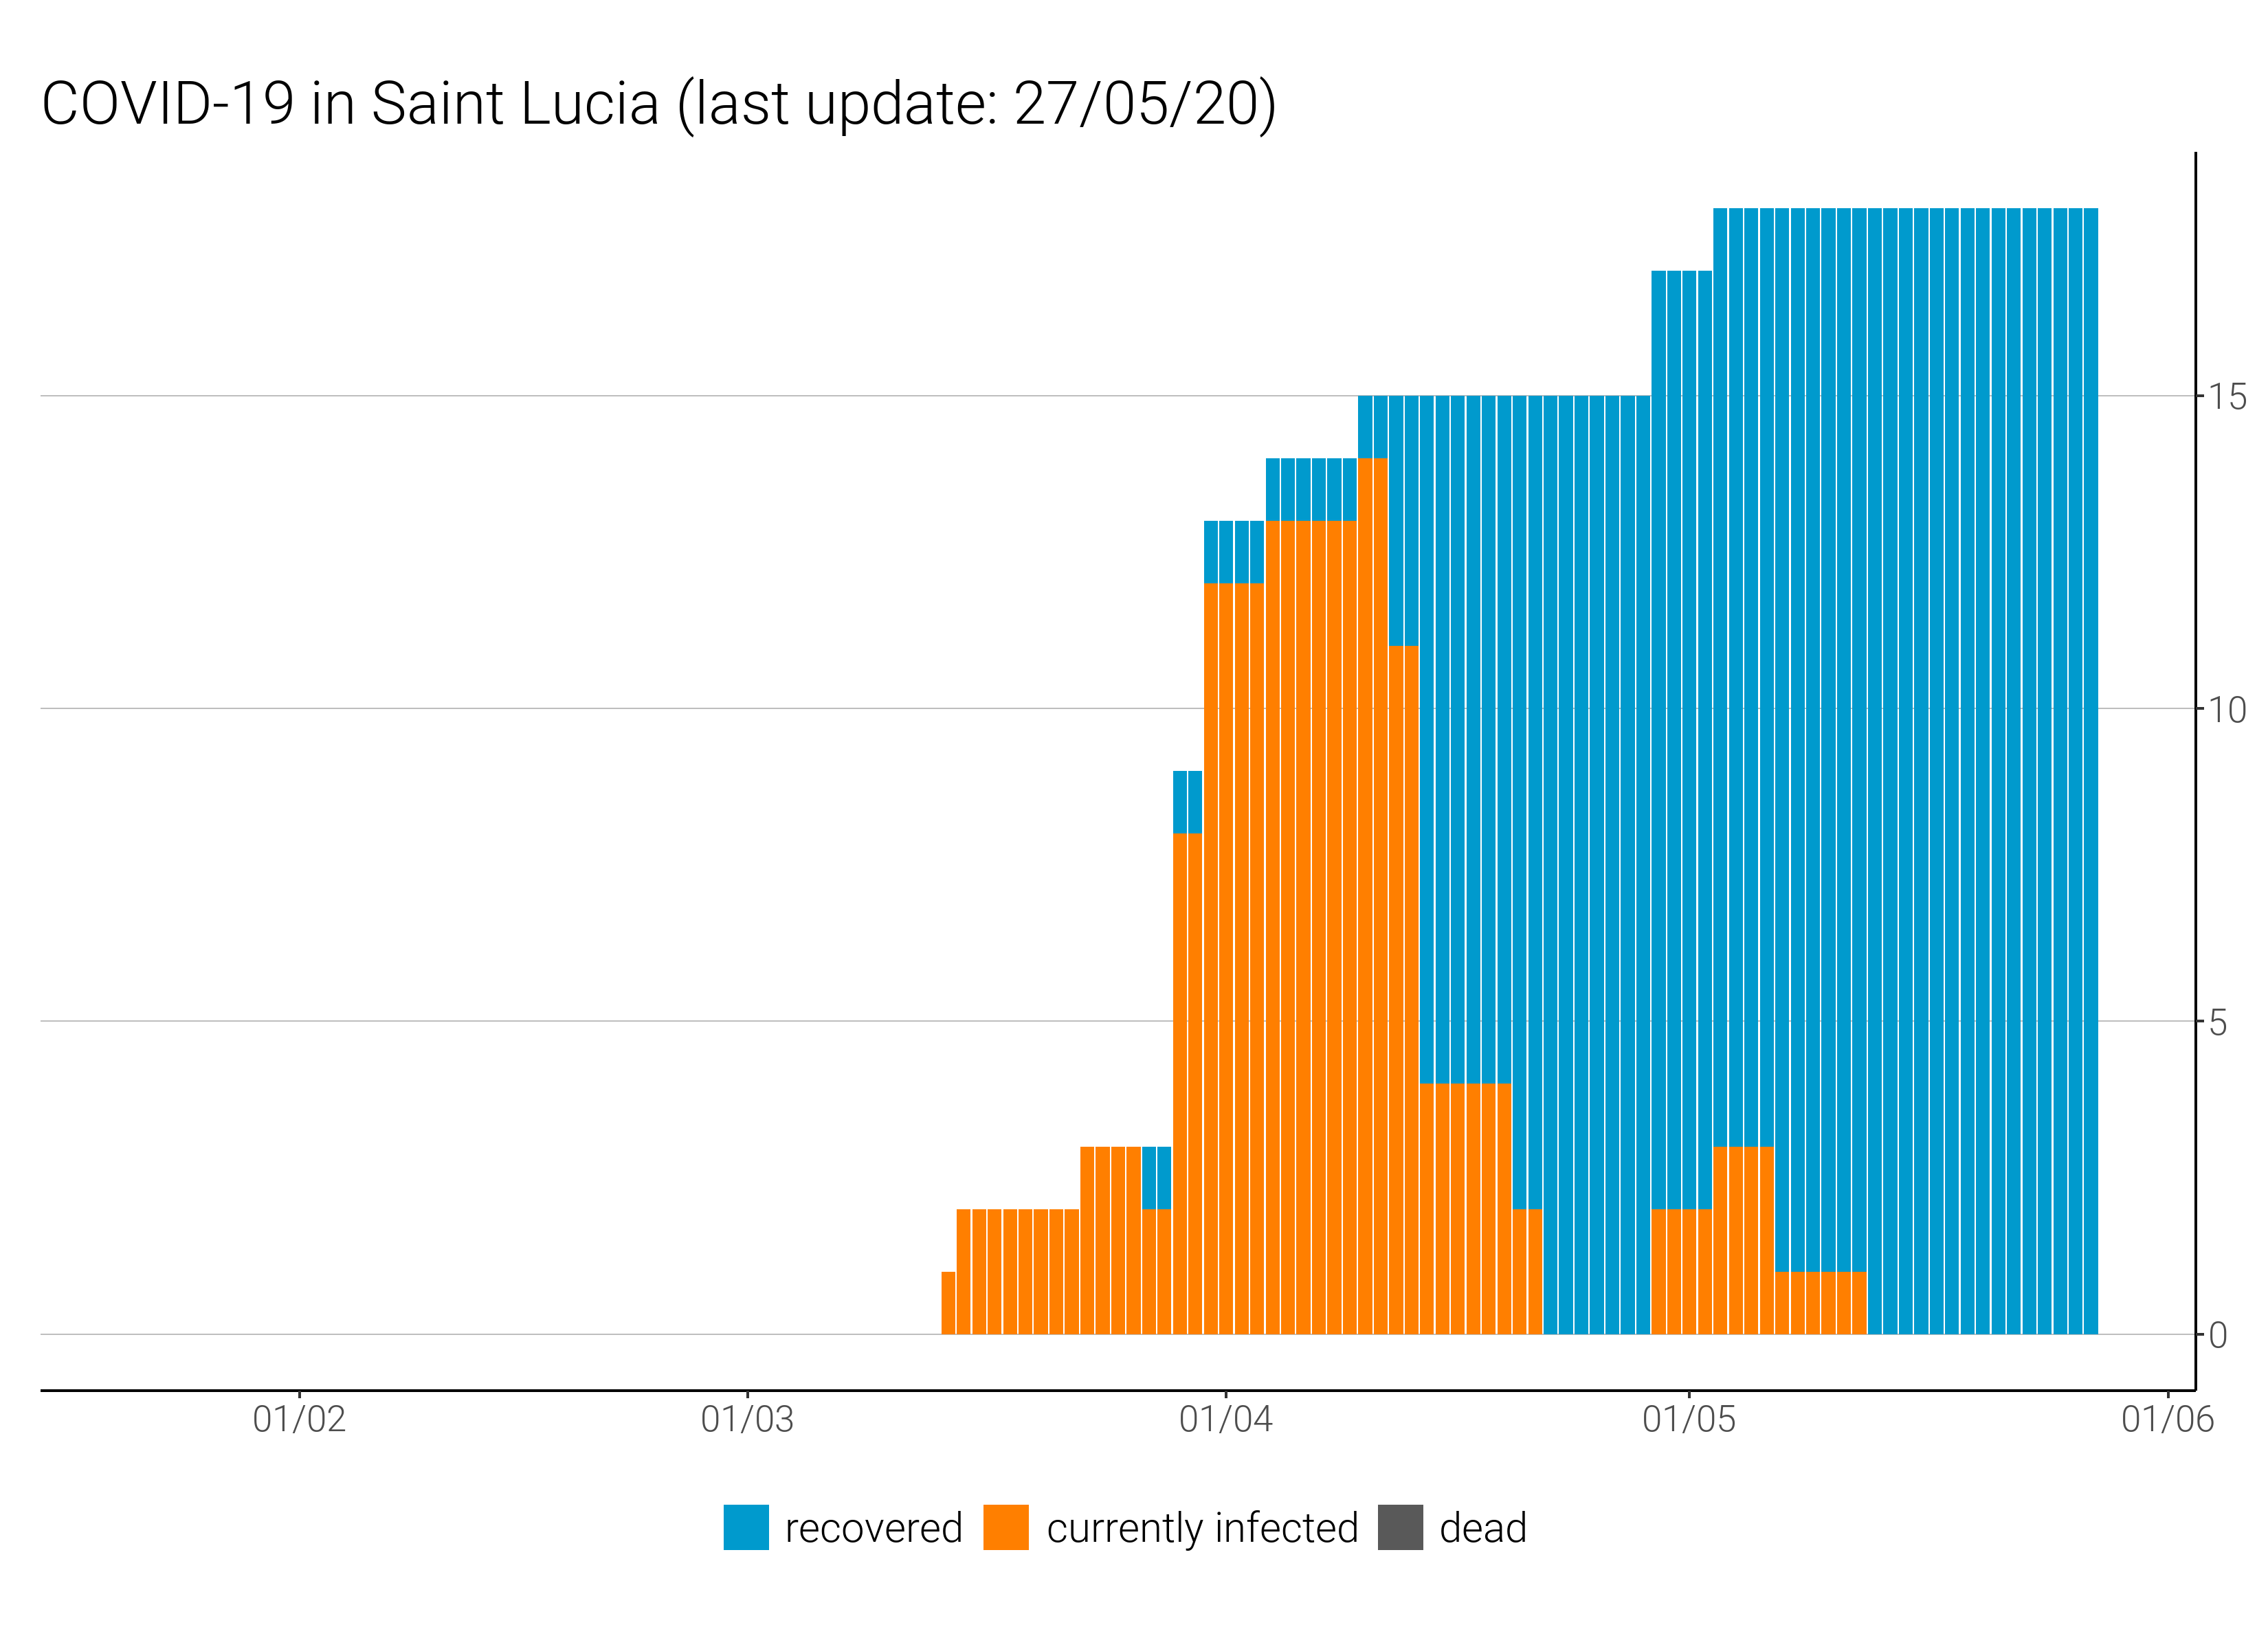 COVID-19 in Saint Lucia (last update: 27/05/20)
15
10
5
0
01/02 01/03 01/04 01/05 01/06
recovered currently infected dead